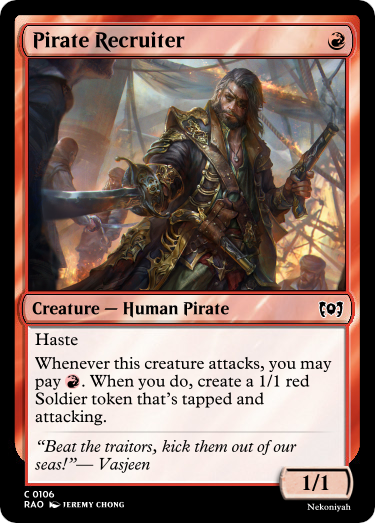 Pirate Recruiter
Creature — Human Pirate
Haste
Whenever this creature attacks, you may
pay . When you do, create a 1/1 red
Soldier token that's tapped and
attacking.
“Beat the traitors, kick them out of our
seas!”— Vasjeen
1/1
C 0106
RAO JEREMY CHONG
Nekoniyah